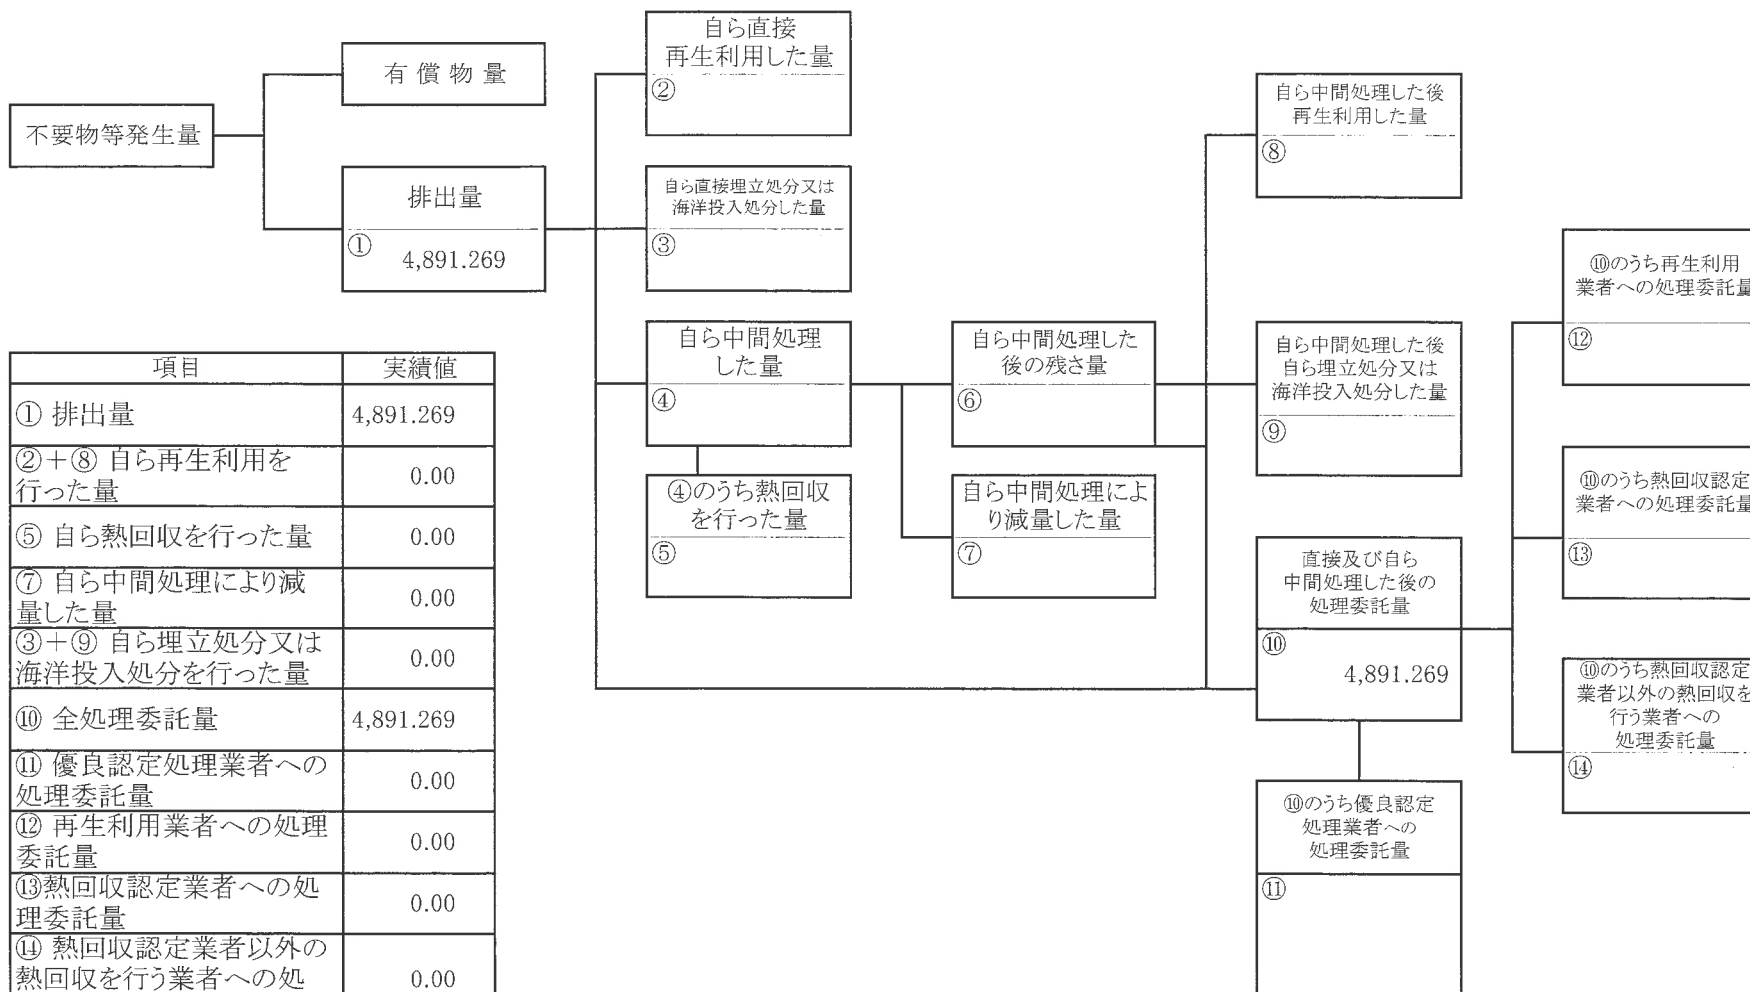 不要物等発生量
有償物量
排出量
①
4,891.269
自ら直接
再生利用した量
②
自ら直接埋立処分又は
海洋投入処分した量
③
自ら中間処理
した量
④
④のうち熱回収
を行った量
⑤
自ら中間処理した
後の残さ量
⑥
自ら中間処理によ
り減量した量
⑦
自ら中間処理した後
再生利用した量
⑧
自ら中間処理した後
自ら埋立処分又は
海洋投入処分した量
⑨
直接及び自ら
中間処理した後の
処理委託量
⑩
4,891.269
⑩のうち優良認定
処理業者への
処理委託量
⑪
⑩のうち再生利用
業者への処理委託量
⑫
⑩のうち熱回収認定
業者への処理委託量
⑬
⑩のうち熱回収認定
業者以外の熱回収を
行う業者への
処理委託量
⑭
項目 実績値
① 排出量 4,891.269
②＋⑧ 自ら再生利用を
行った量 0.00
⑤ 自ら熱回収を行った量 0.00
⑦ 自ら中間処理により減
量した量 0.00
③＋⑨ 自ら埋立処分又は
海洋投入処分を行った量 0.00
⑩ 全処理委託量 4,891.269
⑪ 優良認定処理業者への
処理委託量 0.00
⑫ 再生利用業者への処理
委託量 0.00
⑬熱回収認定業者への処
理委託量 0.00
⑭ 熱回収認定業者以外の
熱回収を行う業者への処 0.00